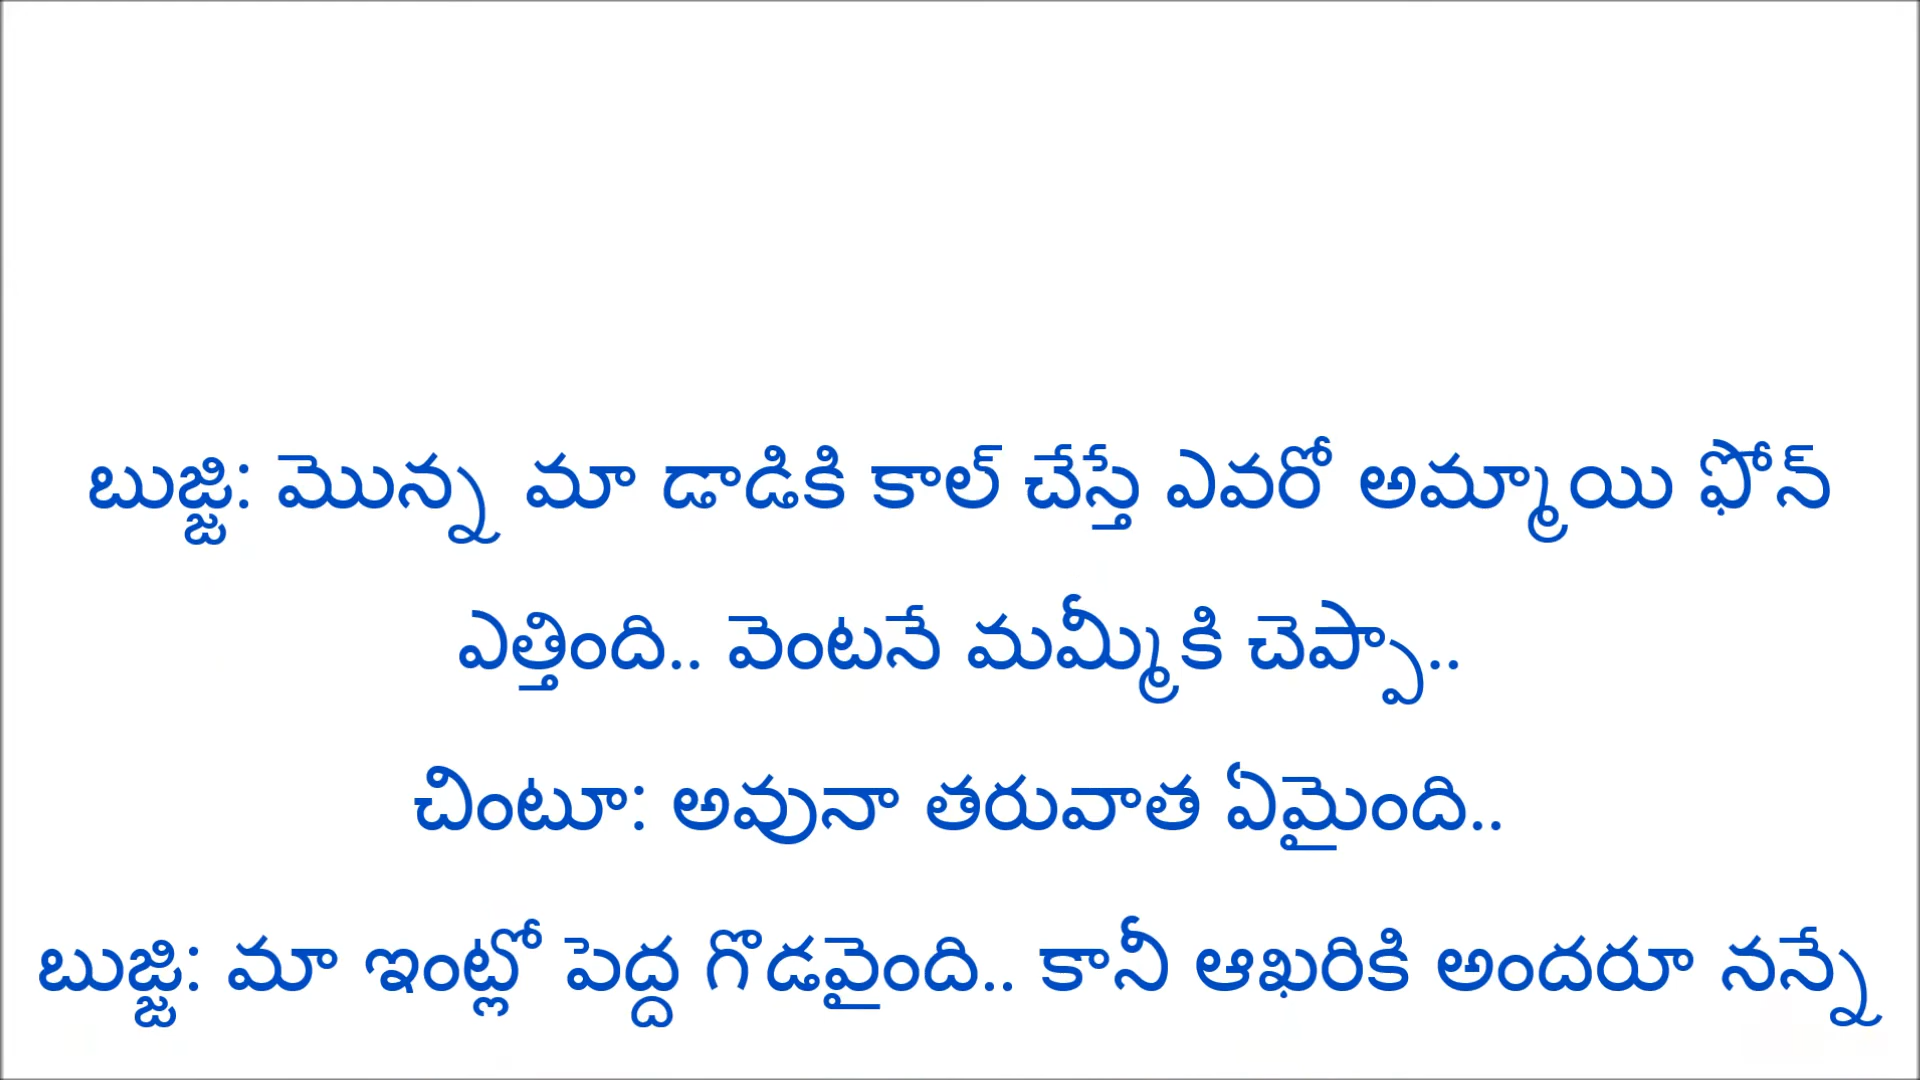 బుజ్జి: మొన్న మా డాడికి కాల్ చేస్తే ఎవరో అమ్మాయి ఫోన్
ఎత్తింది.. వెంటనే మమ్మీకి చెప్పా..
చింటూ: అవునా తరువాత ఏమైంది..
బుజ్జి: మా ఇంట్లో పెద్ద గొడవైంది.. కానీ ఆఖరికి అందరూ నన్నే